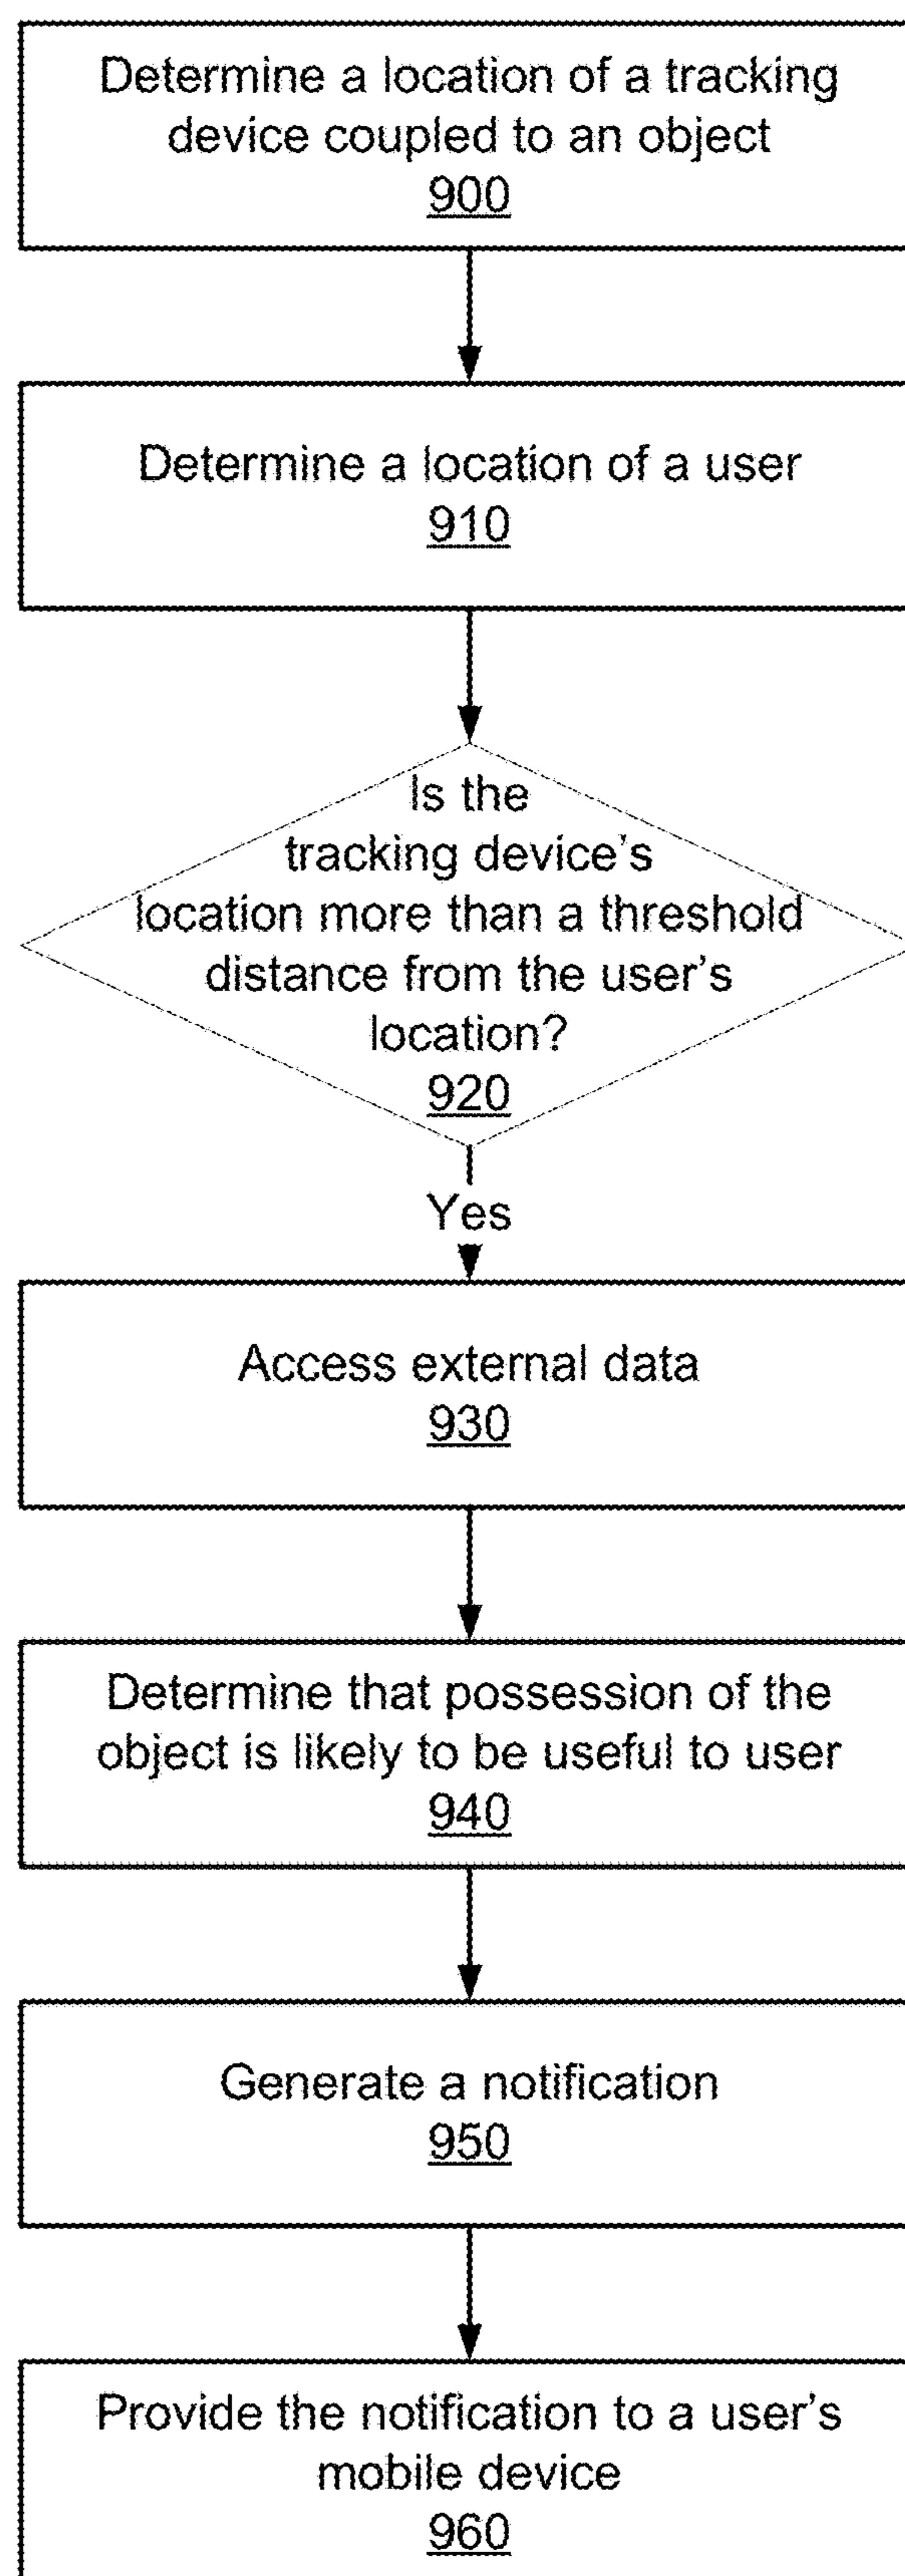 Determine a location of a tracking
device coupled to an object
900
Determine a location of a user
910
Is the
tracking device's
location more than a threshold
distance from the user's
location?
920
Yes
Access external data
930
Determine that possession of the
object is likely to be useful to user
940
Generate a notification
950
Provide the notification to a user's
mobile device
960